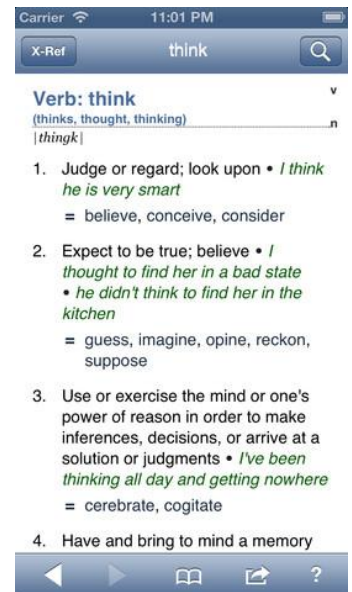 Carrier 11:01 PM
X-Ref think
Verb: think v
(thinks, thought, thinking) n
|thingk|
1. Judge or regard; look upon • I think
he is very smart
= believe, conceive, consider
2. Expect to be true; believe • I
thought to find her in a bad state
• he didn't think to find her in the
kitchen
= guess, imagine, opine, reckon,
suppose
3. Use or exercise the mind or one's
power of reason in order to make
inferences, decisions, or arrive at a
solution or judgments • I've been
thinking all day and getting nowhere
= cerebrate, cogitate
4. Have and bring to mind a memory
?